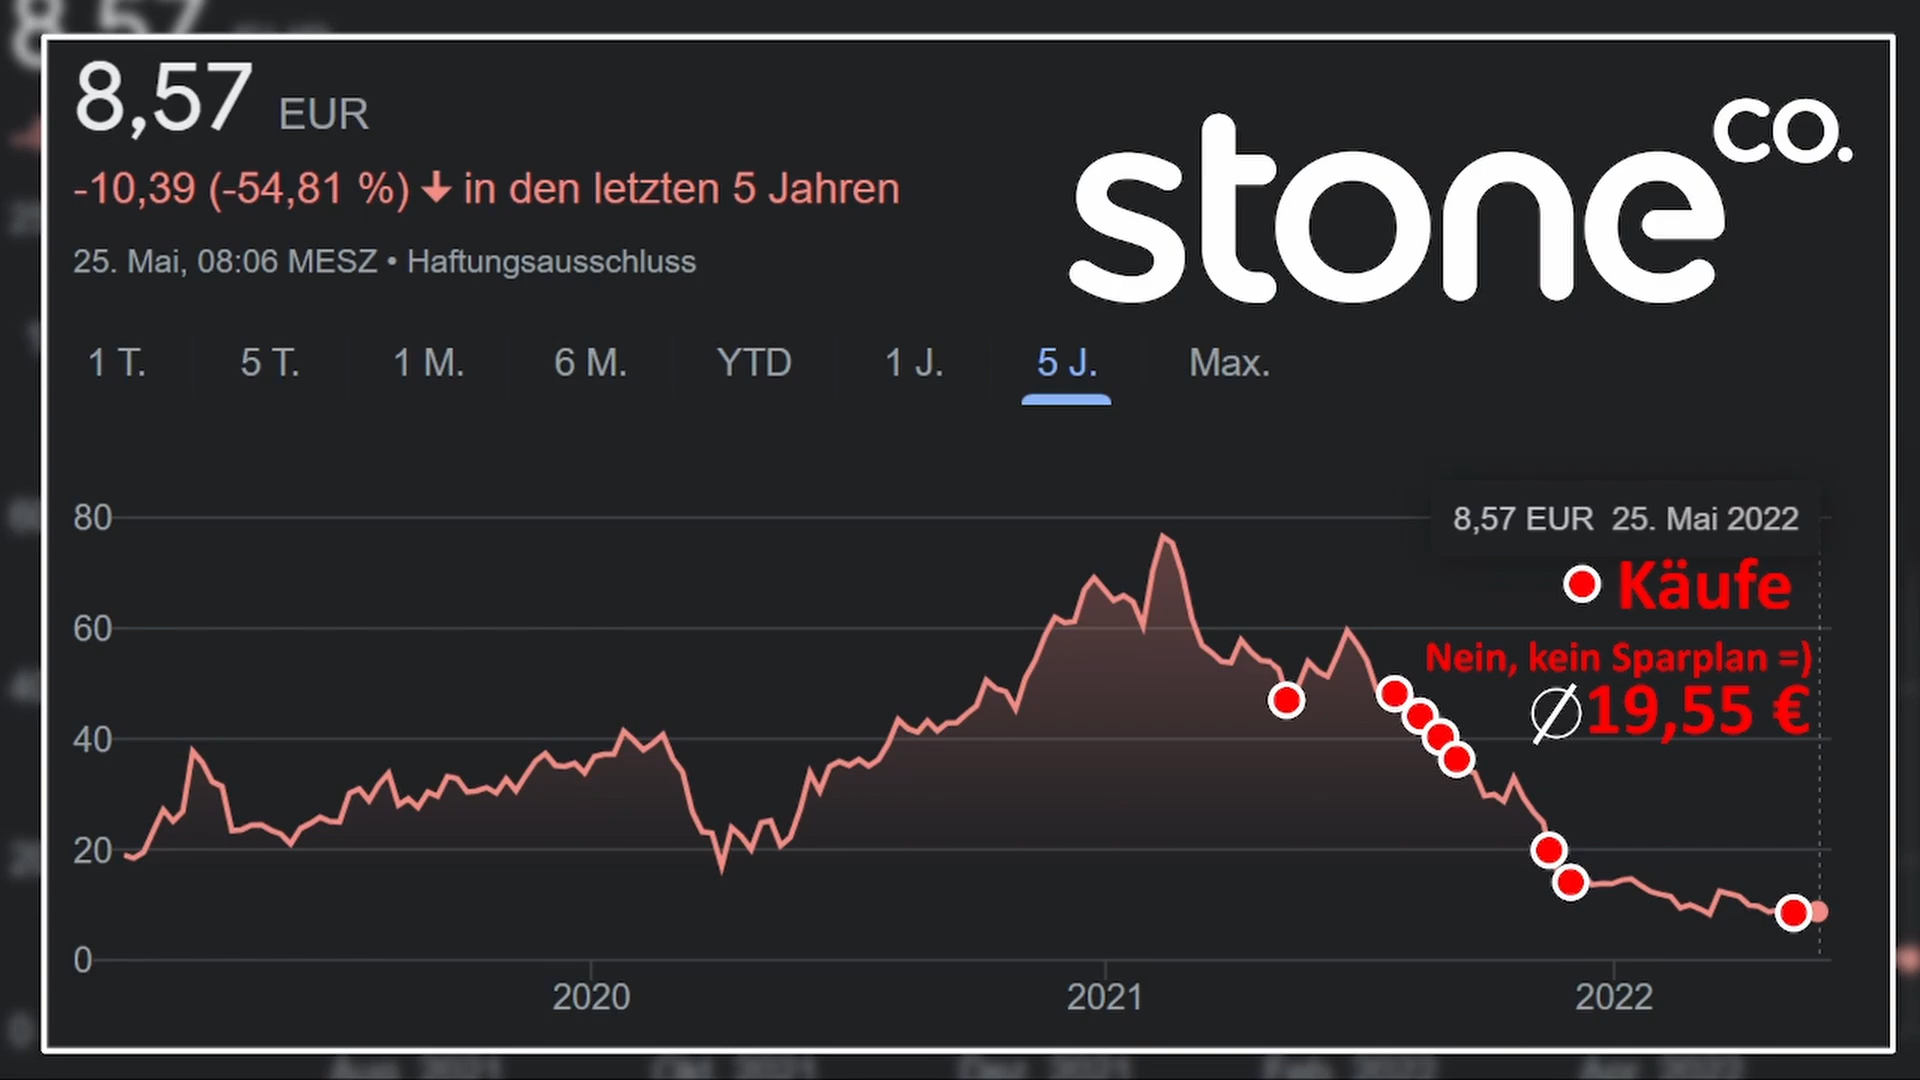 8,57 EUR
-10,39 (-54,81 %) ↓ in den letzten 5 Jahren
25. Mai, 08:06 MESZ • Haftungsausschluss
stone co.
1 T. 5 T. 1 M. 6 M. YTD 1 J. 5 J. Max.
8,57 EUR 25. Mai 2022
Käufe
Nein, kein Sparplan =)
Ø19,55 €
80
60
40
20
0
2020 2021 2022